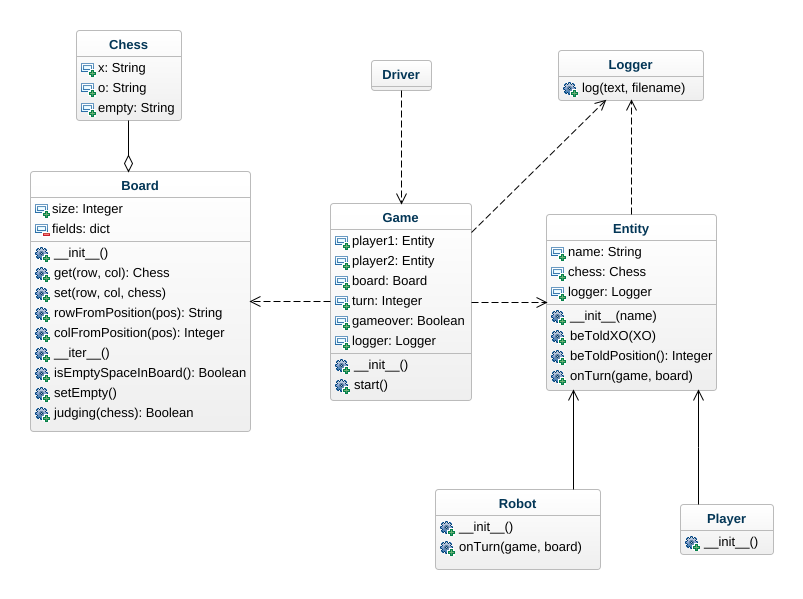 Chess
x: String
o: String
empty: String
Driver
Logger
log(text, filename)
Board
size: Integer
fields: dict
__init__()
get(row, col): Chess
set(row, col, chess)
rowFromPosition(pos): String
colFromPosition(pos): Integer
__iter__()
isEmptySpaceInBoard(): Boolean
setEmpty()
judging(chess): Boolean
Game
player1: Entity
player2: Entity
board: Board
turn: Integer
gameover: Boolean
logger: Logger
__init__()
start()
Entity
name: String
chess: Chess
logger: Logger
__init__(name)
beToldXO(XO)
beToldPosition(): Integer
onTurn(game, board)
Robot
__init__()
onTurn(game, board)
Player
__init__()